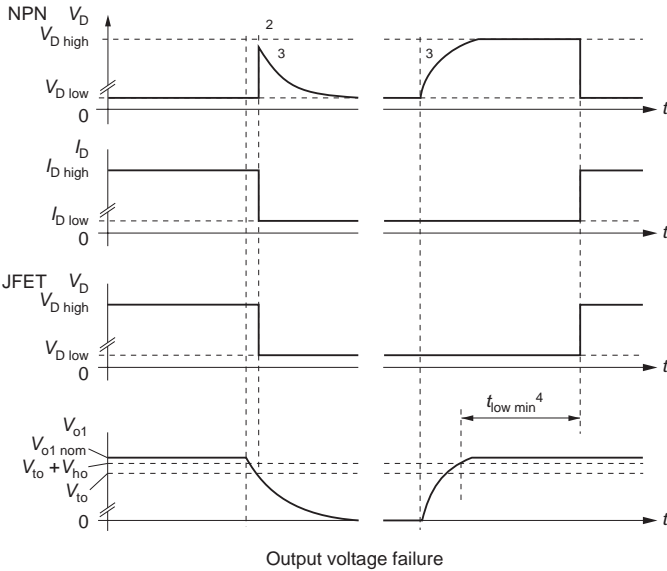 NPN V_D
2
V_D high
3
3
V_D low
0
t
I_D
I_D high
I_D low
0
t
JFET V_D
V_D high
V_D low
0
t
t_low min^4
V_o1
V_o1 nom
V_to + V_ho
V_to
0
t
Output voltage failure